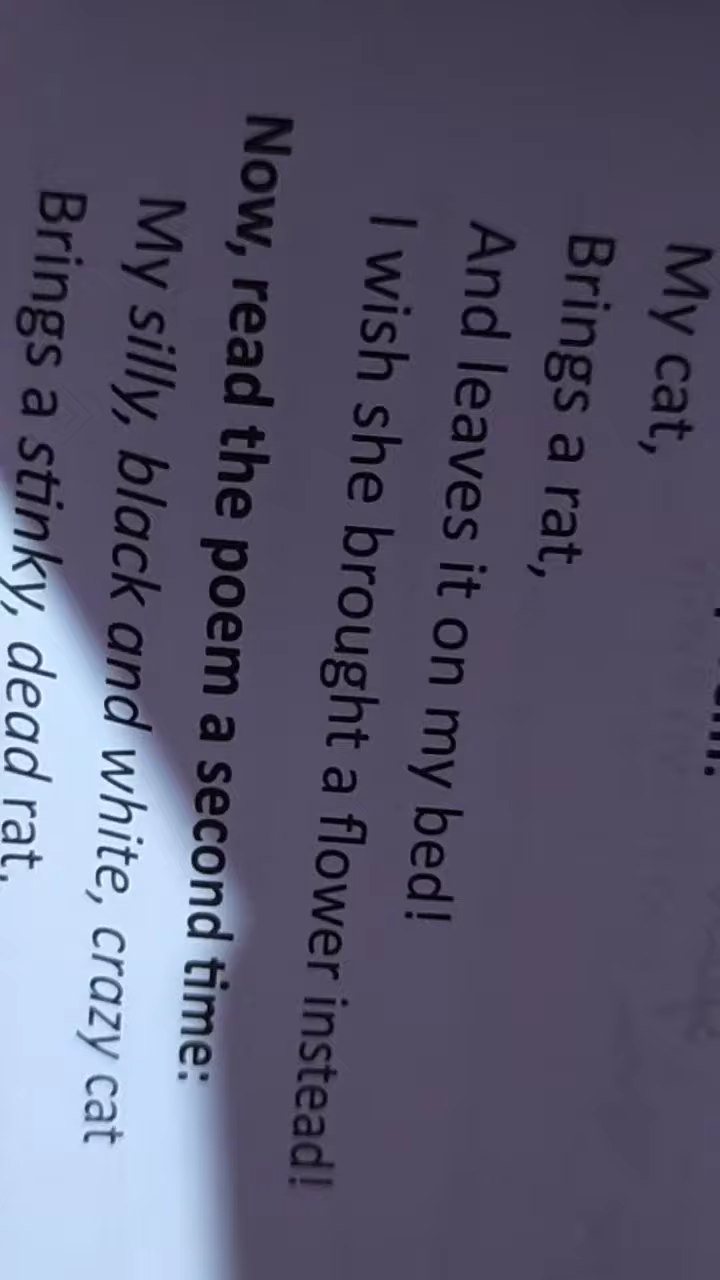 My cat,
Brings a rat,
And leaves it on my bed!
I wish she brought a flower instead!
Now, read the poem a second time:
My silly, black and white, crazy cat
Brings a stinky, dead rat,